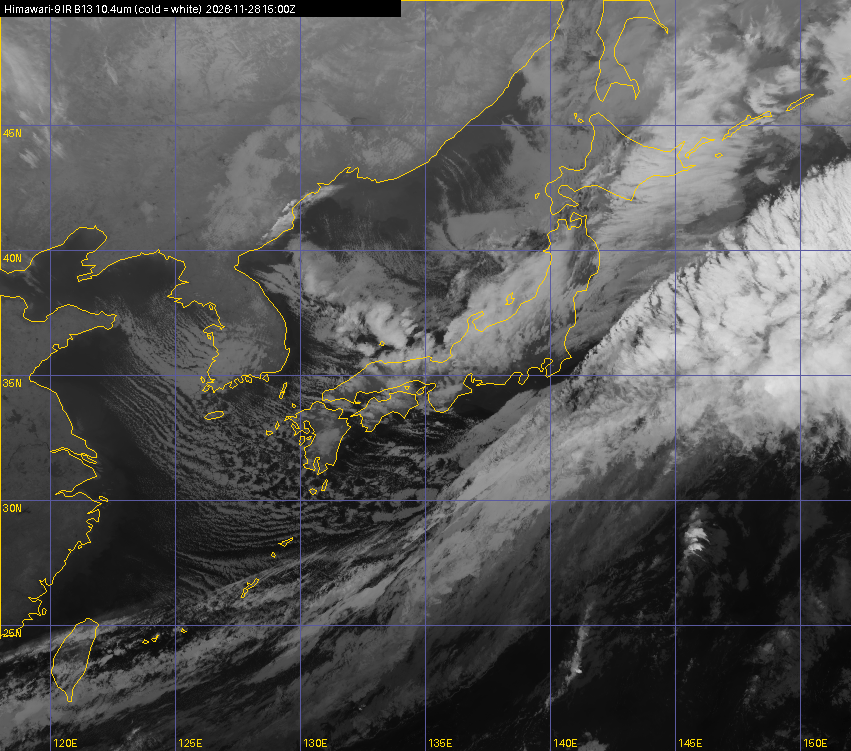 Himawari-9 IR B13 10.4um (cold = white) 2026-11-28 15:00Z
45N
40N
35N
30N
25N
120E
125E
130E
135E
140E
145E
150E